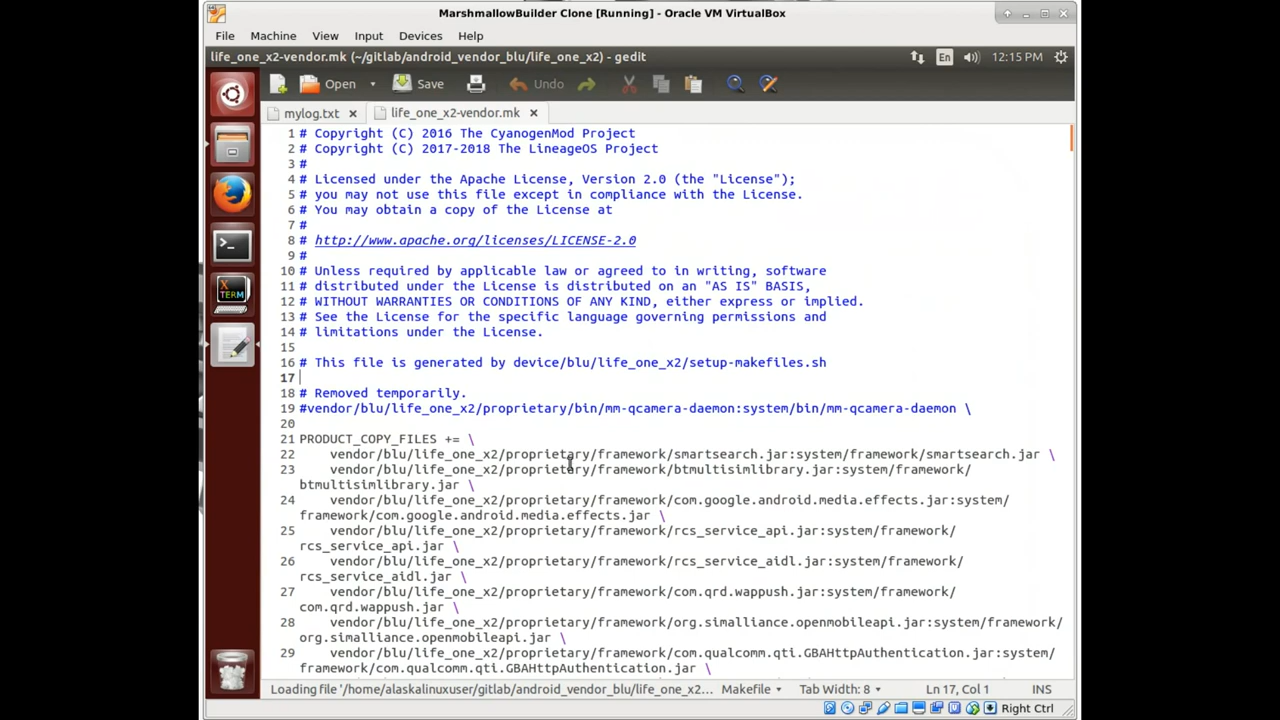 MarshmallowBuilder Clone [Running] - Oracle VM VirtualBox
File Machine View Input Devices Help
life_one_x2-vendor.mk (~/gitlab/android_vendor_blu/life_one_x2) - gedit
En
12:15 PM
Open
Save
Undo
mylog.txt
life_one_x2-vendor.mk
1 # Copyright (C) 2016 The CyanogenMod Project
2 # Copyright (C) 2017-2018 The LineageOS Project
3 #
4 # Licensed under the Apache License, Version 2.0 (the "License");
5 # you may not use this file except in compliance with the License.
6 # You may obtain a copy of the License at
7 #
8 # http://www.apache.org/licenses/LICENSE-2.0
9 #
10 # Unless required by applicable law or agreed to in writing, software
11 # distributed under the License is distributed on an "AS IS" BASIS,
12 # WITHOUT WARRANTIES OR CONDITIONS OF ANY KIND, either express or implied.
13 # See the License for the specific language governing permissions and
14 # limitations under the License.
15
16 # This file is generated by device/blu/life_one_x2/setup-makefiles.sh
17
18 # Removed temporarily.
19 #vendor/blu/life_one_x2/proprietary/bin/mm-qcamera-daemon:system/bin/mm-qcamera-daemon \
20
21 PRODUCT_COPY_FILES += \
22 vendor/blu/life_one_x2/proprietary/framework/smartsearch.jar:system/framework/smartsearch.jar \
23 vendor/blu/life_one_x2/proprietary/framework/btmultisimlibrary.jar:system/framework/
btmultisimlibrary.jar \
24 vendor/blu/life_one_x2/proprietary/framework/com.google.android.media.effects.jar:system/
framework/com.google.android.media.effects.jar \
25 vendor/blu/life_one_x2/proprietary/framework/rcs_service_api.jar:system/framework/
rcs_service_api.jar \
26 vendor/blu/life_one_x2/proprietary/framework/rcs_service_aidl.jar:system/framework/
rcs_service_aidl.jar \
27 vendor/blu/life_one_x2/proprietary/framework/com.qrd.wappush.jar:system/framework/
com.qrd.wappush.jar \
28 vendor/blu/life_one_x2/proprietary/framework/org.simalliance.openmobileapi.jar:system/framework/
org.simalliance.openmobileapi.jar \
29 vendor/blu/life_one_x2/proprietary/framework/com.qualcomm.qti.GBAHttpAuthentication.jar:system/
framework/com.qualcomm.qti.GBAHttpAuthentication.jar \
Loading file '/home/alaskalinuxuser/gitlab/android_vendor_blu/life_one_x2... Makefile Tab Width: 8 Ln 17, Col 1 INS
Right Ctrl
X TERM